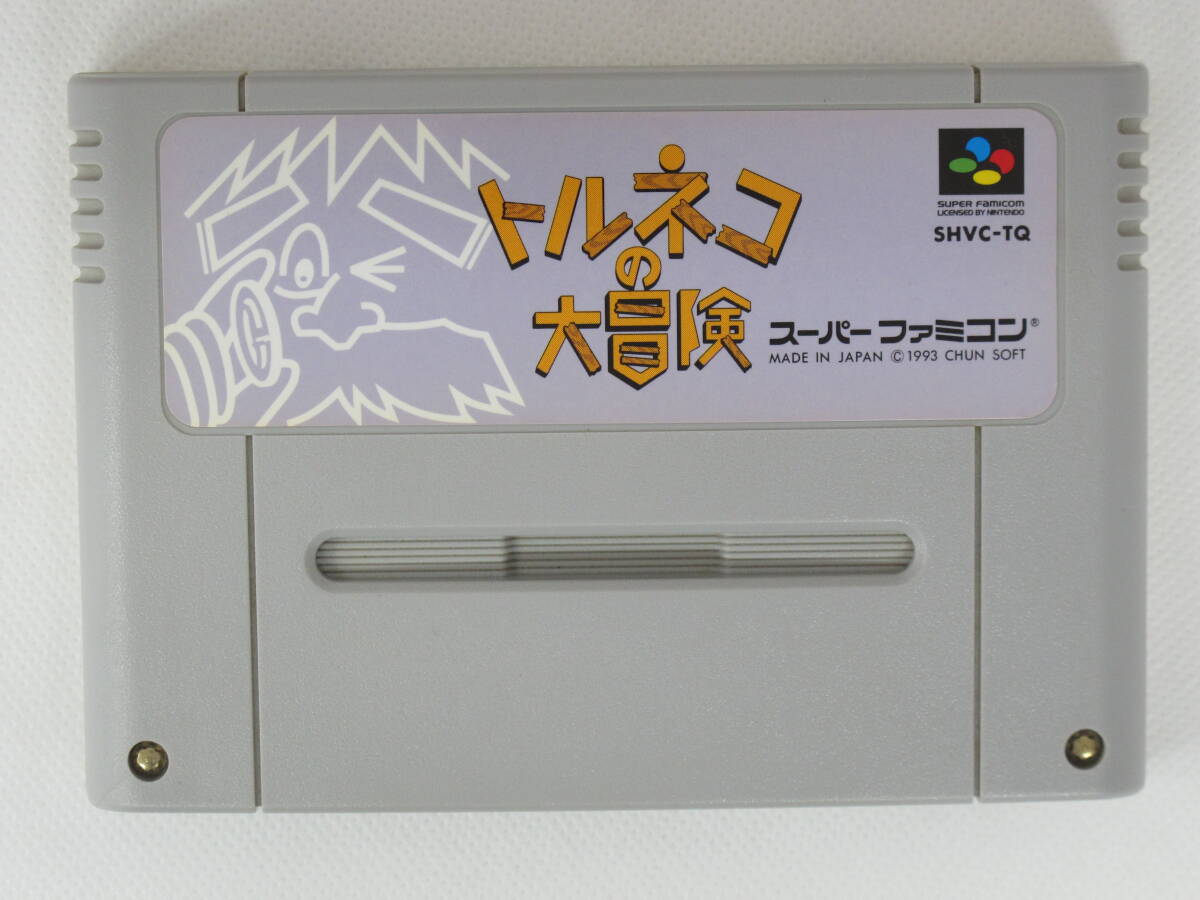 トルネコ
の
大冒険
SUPER FAMICOM
LICENSED BY NINTENDO
SHVC-TQ
スーパーファミコン®
MADE IN JAPAN ©1993 CHUN SOFT